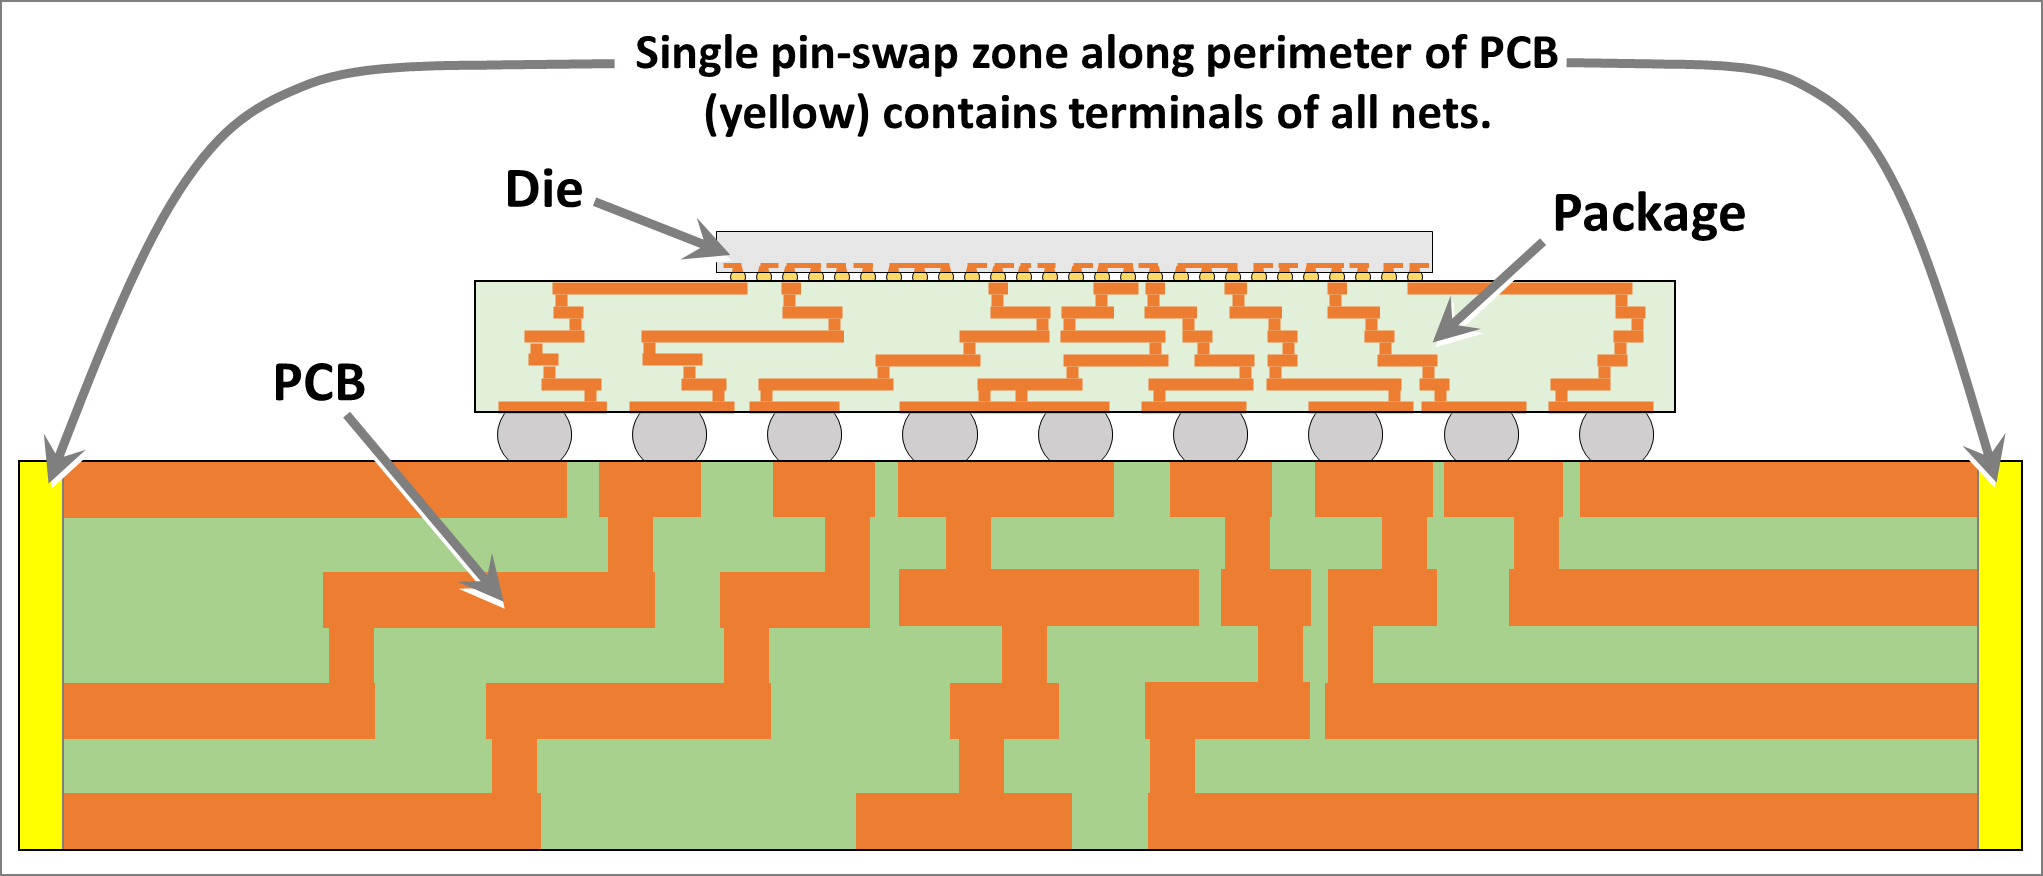 Single pin-swap zone along perimeter of PCB
(yellow) contains terminals of all nets.
Die
Package
PCB